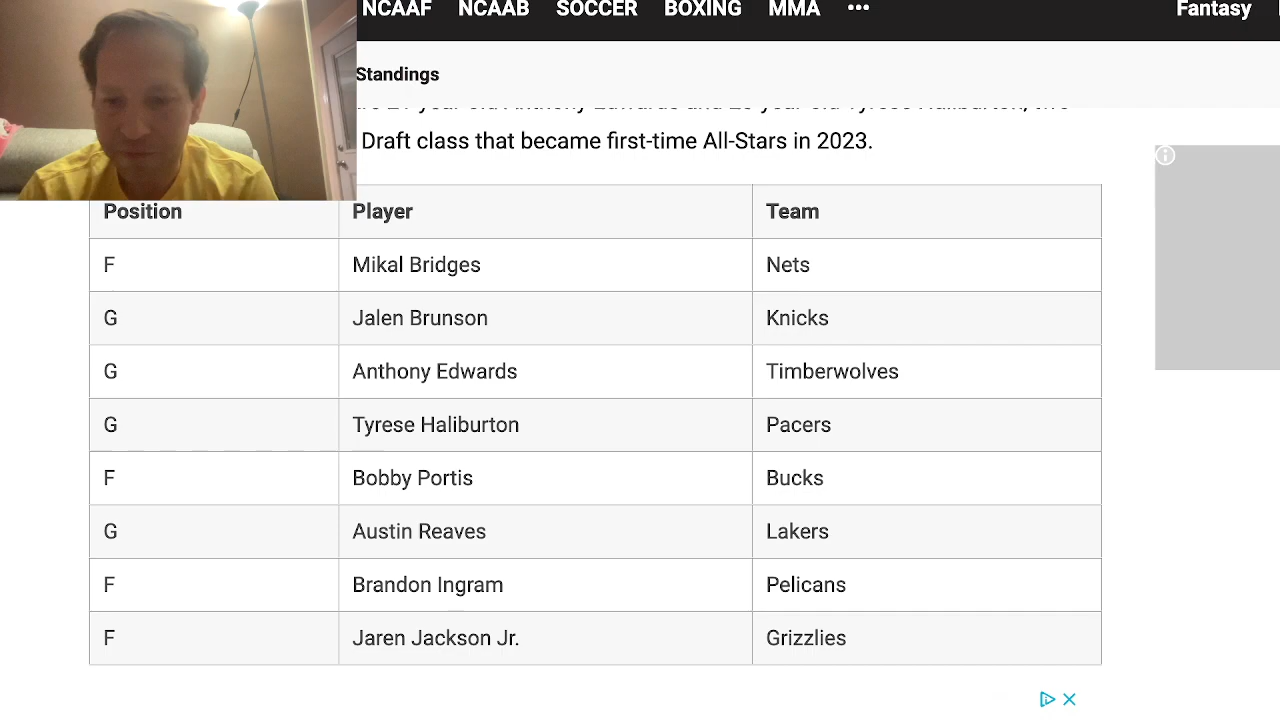 NCAAF NCAAB SOCCER BOXING MMA ••• Fantasy
Standings
Draft class that became first-time All-Stars in 2023.
Position Player Team
F Mikal Bridges Nets
G Jalen Brunson Knicks
G Anthony Edwards Timberwolves
G Tyrese Haliburton Pacers
F Bobby Portis Bucks
G Austin Reaves Lakers
F Brandon Ingram Pelicans
F Jaren Jackson Jr. Grizzlies